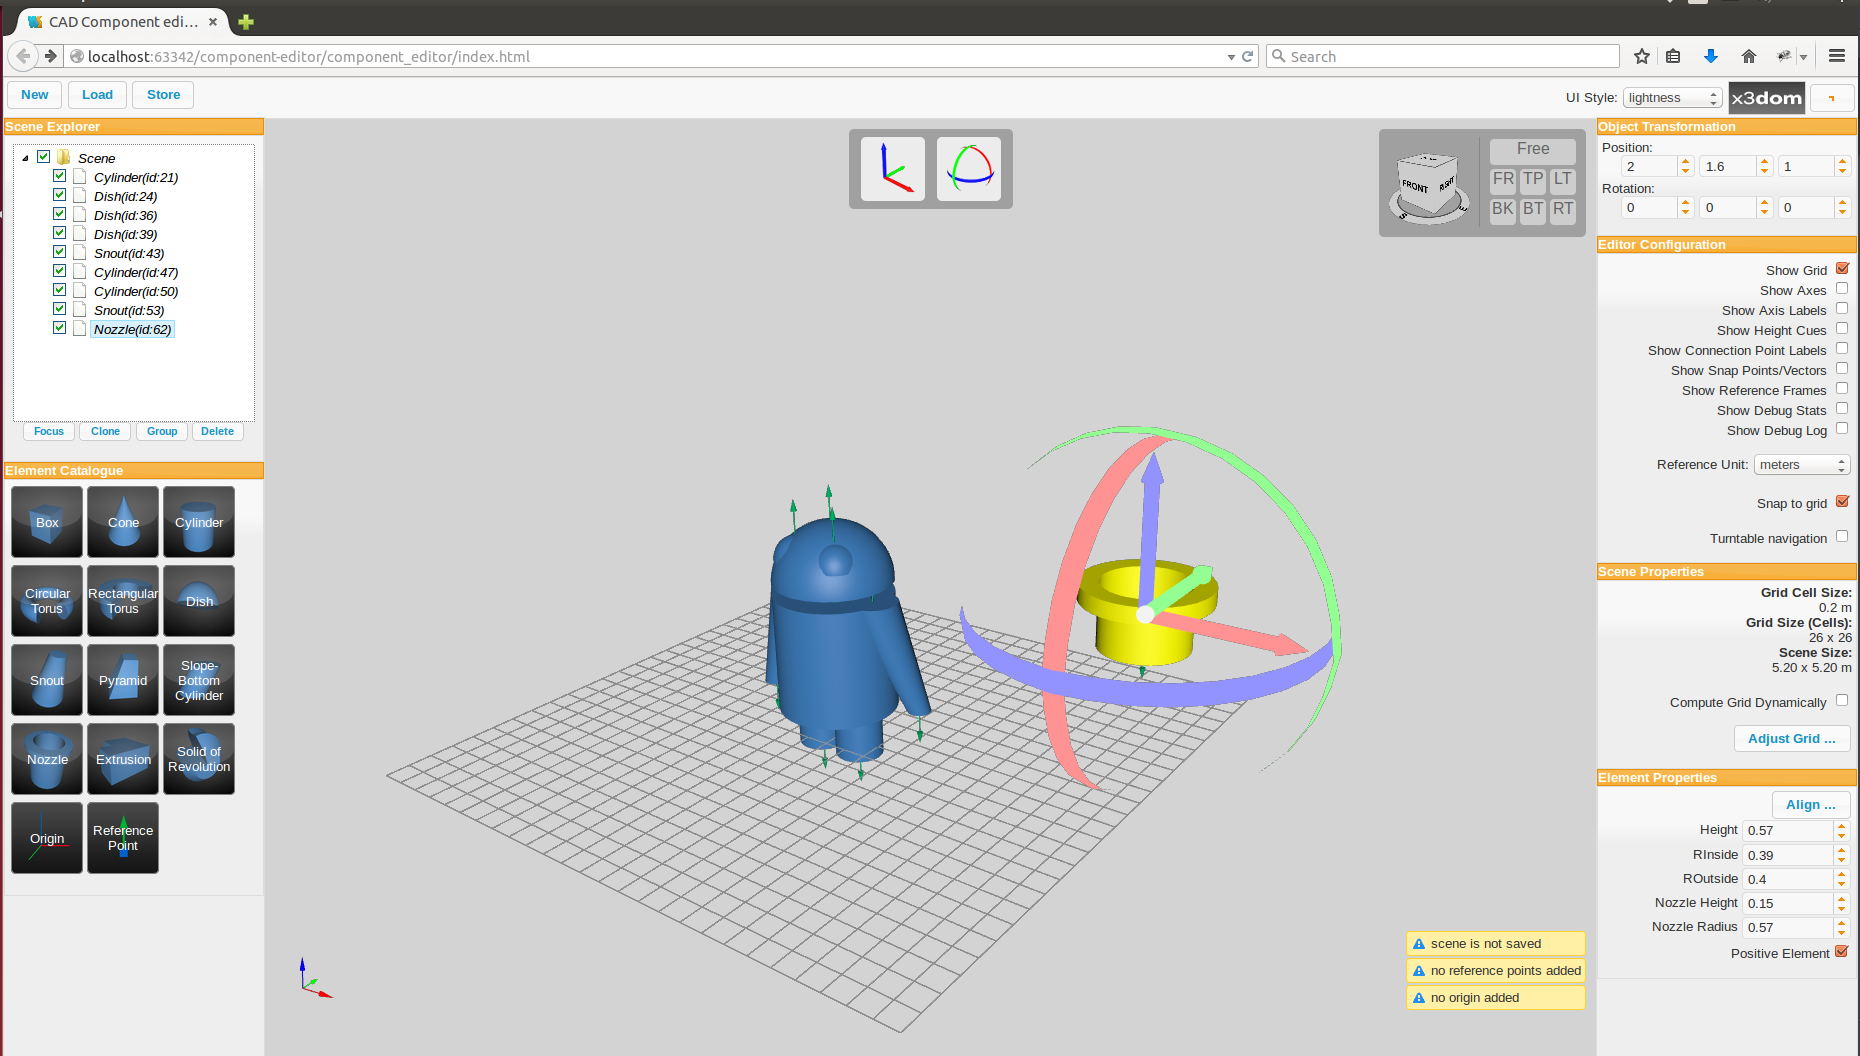 CAD Component edi...
localhost:63342/component-editor/component_editor/index.html
Search
New Load Store
UI Style: lightness x3dom
Scene Explorer
Scene
Cylinder(id:21)
Dish(id:24)
Dish(id:36)
Dish(id:39)
Snout(id:43)
Cylinder(id:47)
Cylinder(id:50)
Snout(id:53)
Nozzle(id:62)
Focus Clone Group Delete
Element Catalogue
Box Cone Cylinder
Circular Torus Rectangular Torus Dish
Snout Pyramid Slope-Bottom Cylinder
Nozzle Extrusion Solid of Revolution
Origin Reference Point
FRONT RIGHT
Free
FR TP LT
BK BT RT
scene is not saved
no reference points added
no origin added
Object Transformation
Position:
2 1.6 1
Rotation:
0 0 0
Editor Configuration
Show Grid
Show Axes
Show Axis Labels
Show Height Cues
Show Connection Point Labels
Show Snap Points/Vectors
Show Reference Frames
Show Debug Stats
Show Debug Log
Reference Unit: meters
Snap to grid
Turntable navigation
Scene Properties
Grid Cell Size:
0.2 m
Grid Size (Cells):
26 x 26
Scene Size:
5.20 x 5.20 m
Compute Grid Dynamically
Adjust Grid ...
Element Properties
Align ...
Height 0.57
RInside 0.39
ROutside 0.4
Nozzle Height 0.15
Nozzle Radius 0.57
Positive Element